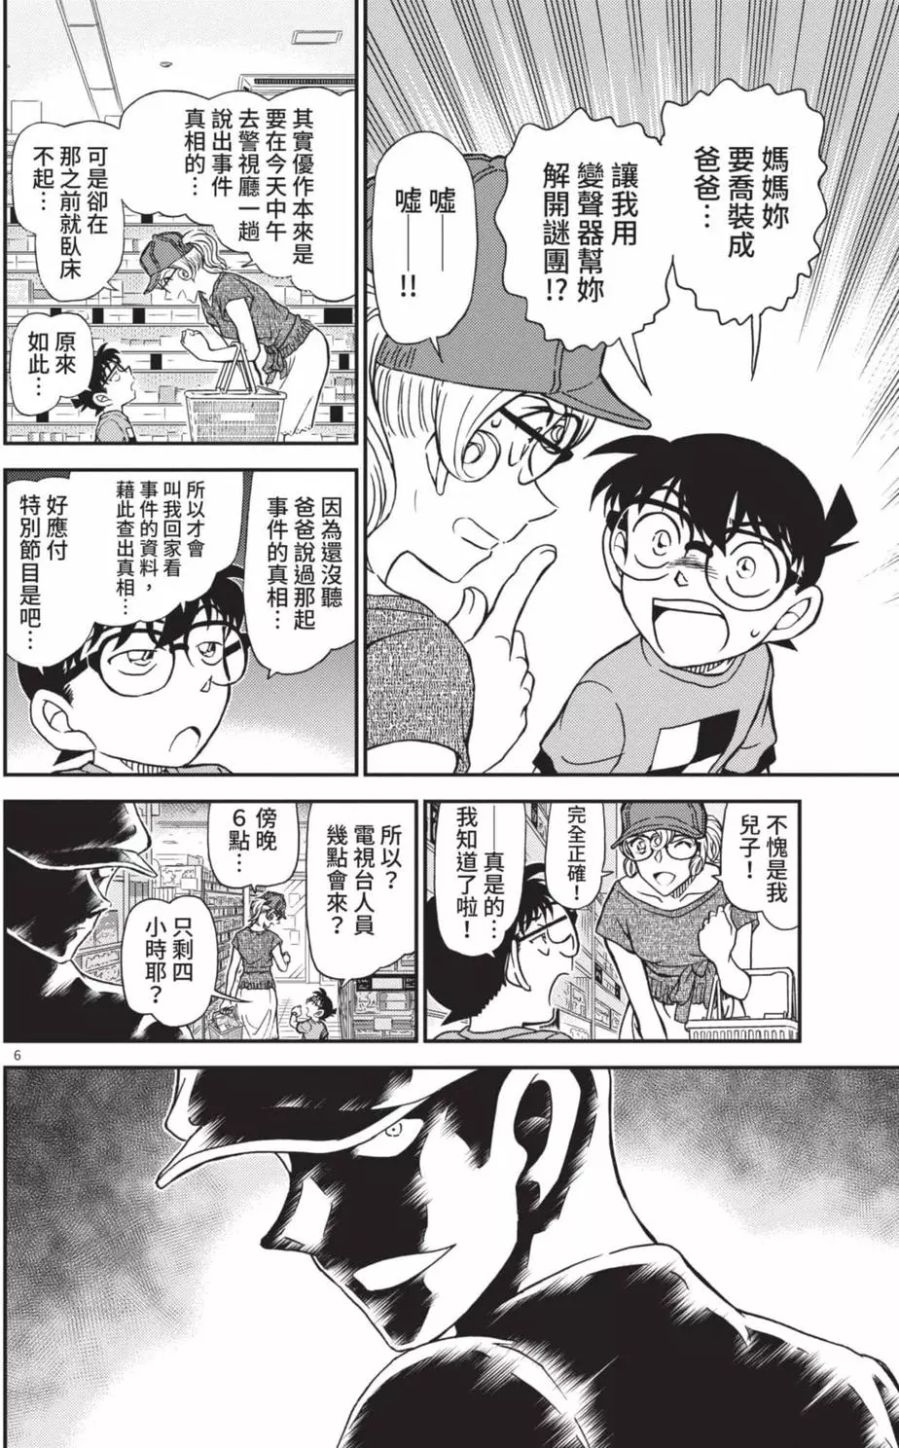 媽媽妳
要喬裝成
爸爸…
讓我用
變聲器幫妳
解開謎團!?
噓——
噓——!!
其實優作本來是
要在今天中午
去警視廳一趟
說出事件
真相的…
可是卻在
那之前就臥床
不起…
原來
如此…
因為還沒聽
爸爸說過那起
事件的真相…
所以才會
叫我回家看
事件的資料，
藉此查出真相…
好應付
特別節目是吧…
不愧是我
兒子！
完全正確！
——真是的…
我知道了啦！
所以？
電視台人員
幾點會來？
傍晚
6點…
只剩四
小時耶？
6